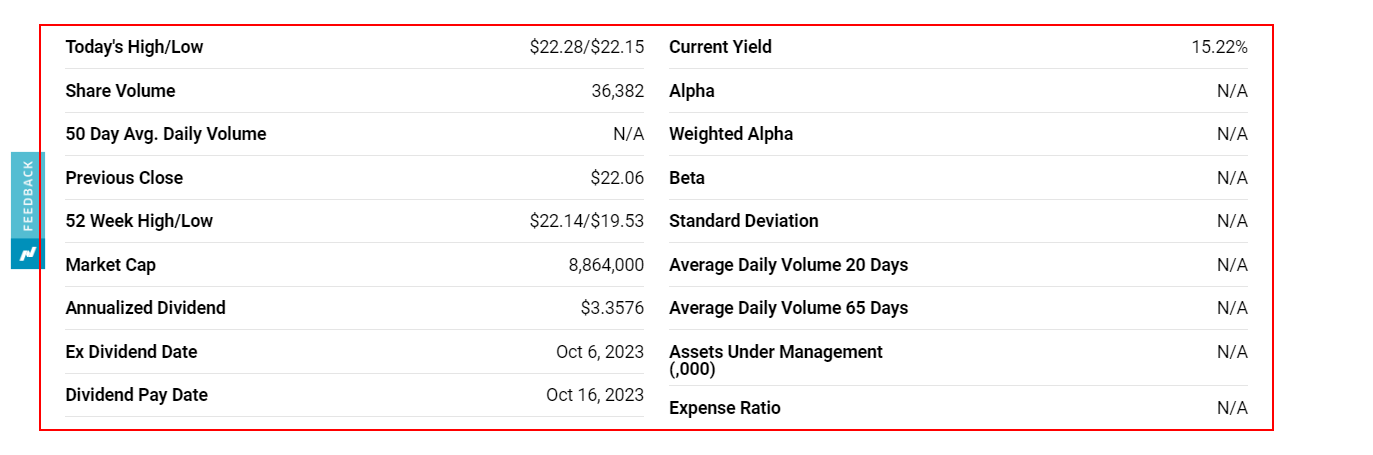 Today's High/Low $22.28/$22.15
Share Volume 36,382
50 Day Avg. Daily Volume N/A
Previous Close $22.06
52 Week High/Low $22.14/$19.53
Market Cap 8,864,000
Annualized Dividend $3.3576
Ex Dividend Date Oct 6, 2023
Dividend Pay Date Oct 16, 2023
Current Yield 15.22%
Alpha N/A
Weighted Alpha N/A
Beta N/A
Standard Deviation N/A
Average Daily Volume 20 Days N/A
Average Daily Volume 65 Days N/A
Assets Under Management N/A
(,000)
Expense Ratio N/A
FEEDBACK